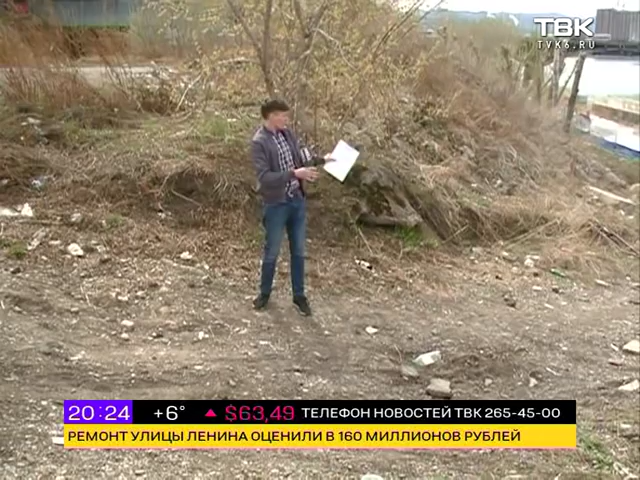 ТВК
TVK6.RU
20:24 +6° ▲ $63,49 ТЕЛЕФОН НОВОСТЕЙ ТВК 265-45-00
РЕМОНТ УЛИЦЫ ЛЕНИНА ОЦЕНИЛИ В 160 МИЛЛИОНОВ РУБЛЕЙ